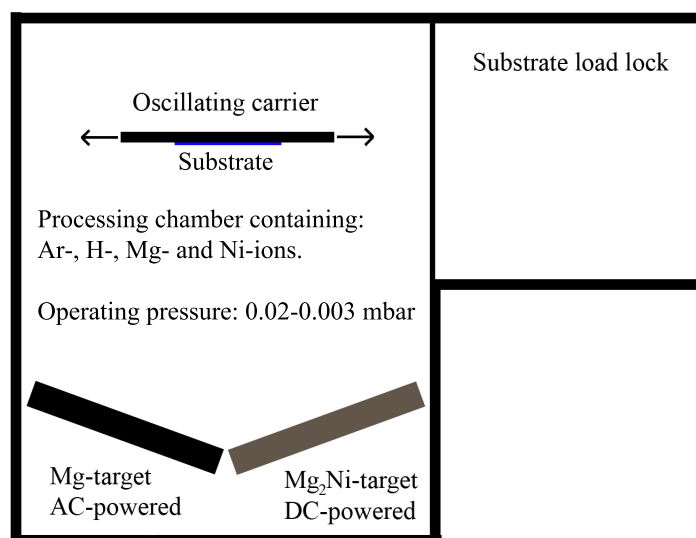 Substrate load lock
Oscillating carrier
Substrate
Processing chamber containing:
Ar-, H-, Mg- and Ni-ions.
Operating pressure: 0.02-0.003 mbar
Mg-target
AC-powered
Mg₂Ni-target
DC-powered